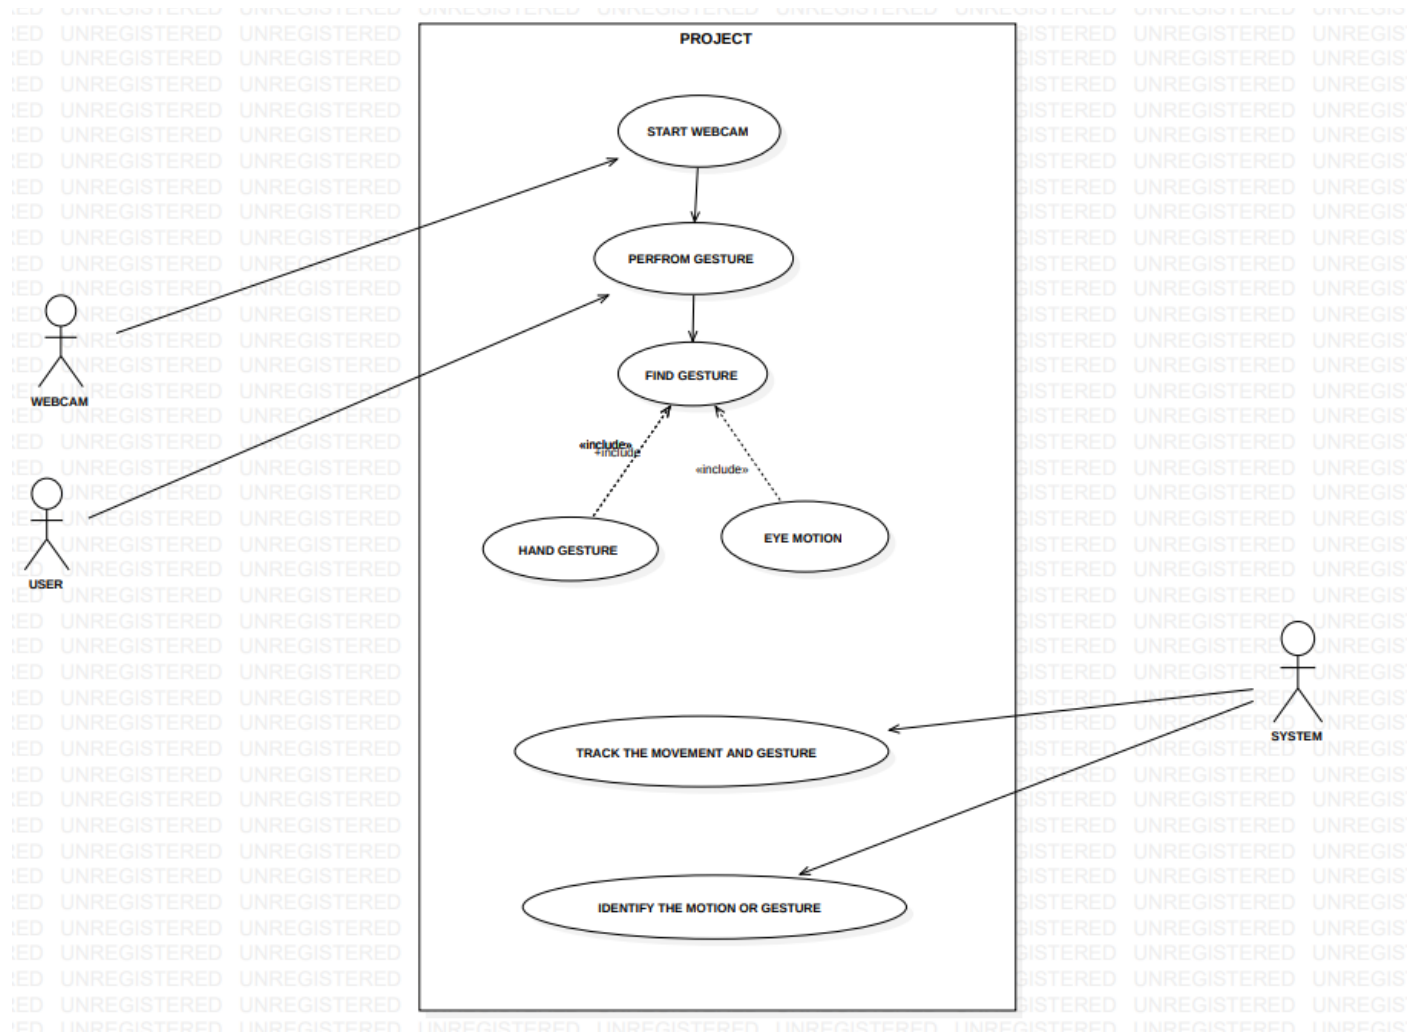 PROJECT
START WEBCAM
PERFROM GESTURE
FIND GESTURE
WEBCAM
«include»
+include
«include»
HAND GESTURE
EYE MOTION
USER
SYSTEM
TRACK THE MOVEMENT AND GESTURE
IDENTIFY THE MOTION OR GESTURE
UNREGISTERED